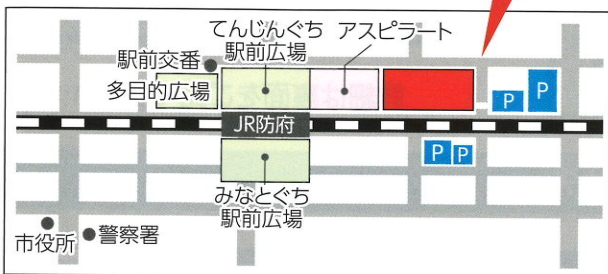 てんじんぐち
駅前広場
アスピラート
駅前交番
多目的広場
P
P
JR防府
P
P
みなとぐち
駅前広場
市役所
警察署